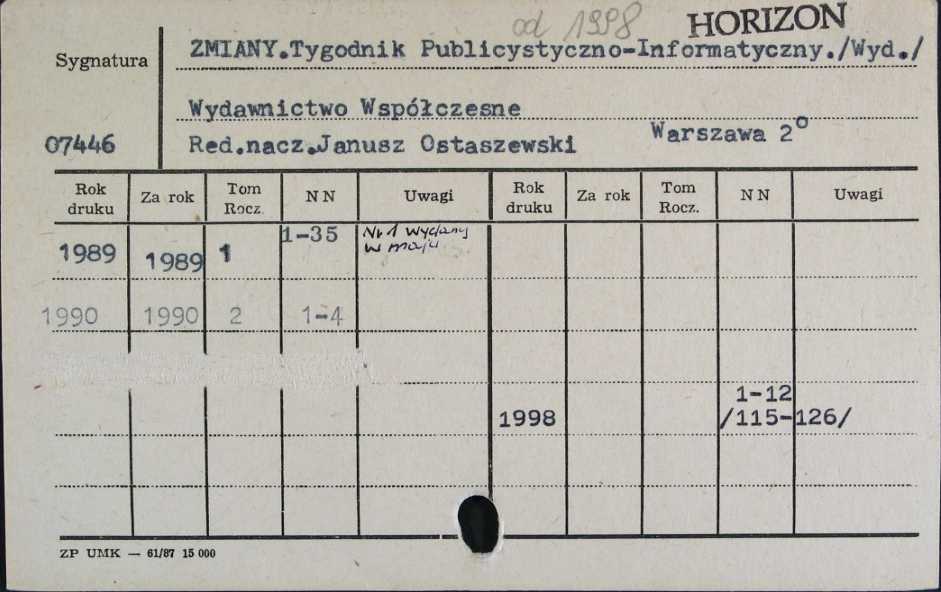 od 1998 HORIZON
Sygnatura
ZMIANY.Tygodnik Publicystyczno-Informatyczny./Wyd./
Wydawnictwo Współczesne
07446
Red.nacz.Janusz Ostaszewski
Warszawa 2°
Rok druku Za rok Tom Rocz. NN Uwagi Rok druku Za rok Tom Rocz. NN Uwagi
1989 1989 1 1-35 Nr 1 wydany
w maju
1990 1990 2 1-4
1-12
1998 /115-126/
ZP UMK — 61/87 15 000